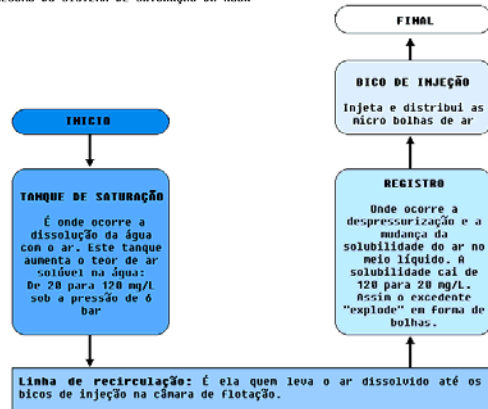 INICIO
TANQUE DE SATURAÇÃO
É onde ocorre a
dissolução da água
com o ar. Este tanque
aumenta o teor de ar
solúvel na água:
De 20 para 120 mg/L
sob a pressão de 6
bar
Linha de recirculação: É ela quem leva o ar dissolvido até os
bicos de injeção na câmara de flotação.
REGISTRO
Onde ocorre a
despressurização e a
mudança da
solubilidade do ar no
meio líquido. A
solubilidade cai de
120 para 20 mg/L.
Assim o excedente
"explode" em forma de
bolhas.
BICO DE INJEÇÃO
Injeta e distribui as
micro bolhas de ar
FINAL